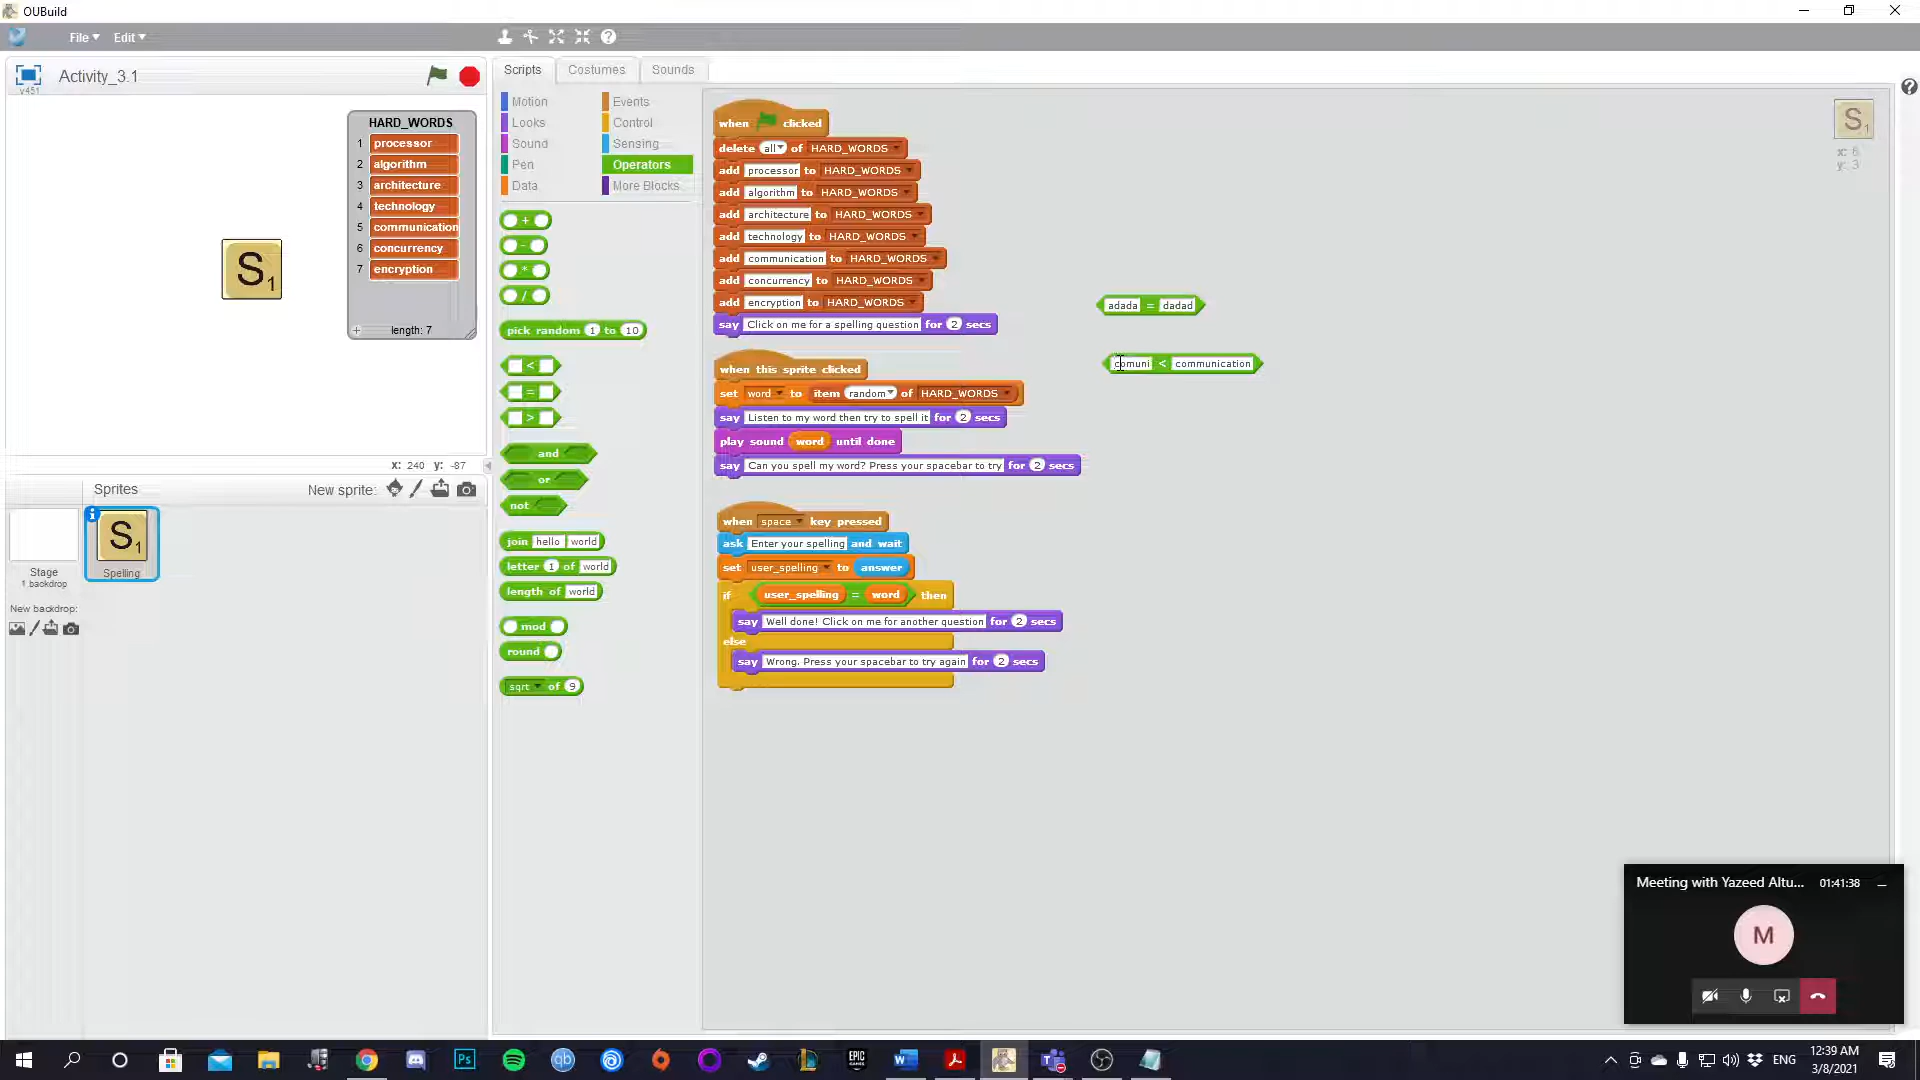 OUBuild
File Edit
v451
Activity_3.1
HARD_WORDS
1 processor
2 algorithm
3 architecture
4 technology
5 communication
6 concurrency
7 encryption
+ length: 7
S1
x: 240 y: -87
Sprites New sprite:
S1
Stage
1 backdrop
Spelling
New backdrop:
Scripts Costumes Sounds
Motion Events
Looks Control
Sound Sensing
Pen Operators
Data More Blocks
+
-
*
/
pick random 1 to 10
<
=
>
and
or
not
join hello world
letter 1 of world
length of world
mod
round
sqrt of 9
when clicked
delete all of HARD_WORDS
add processor to HARD_WORDS
add algorithm to HARD_WORDS
add architecture to HARD_WORDS
add technology to HARD_WORDS
add communication to HARD_WORDS
add concurrency to HARD_WORDS
add encryption to HARD_WORDS
say Click on me for a spelling question for 2 secs
when this sprite clicked
set word to item random of HARD_WORDS
say Listen to my word then try to spell it for 2 secs
play sound word until done
say Can you spell my word? Press your spacebar to try for 2 secs
when space key pressed
ask Enter your spelling and wait
set user_spelling to answer
if user_spelling = word then
say Well done! Click on me for another question for 2 secs
else
say Wrong. Press your spacebar to try again for 2 secs
adada = dadad
comuni < communication
S1
x: 6
y: 3
Meeting with Yazeed Altu... 01:41:38
M
Ps
qb
EPIC
GAMES
ENG
12:39 AM
3/8/2021